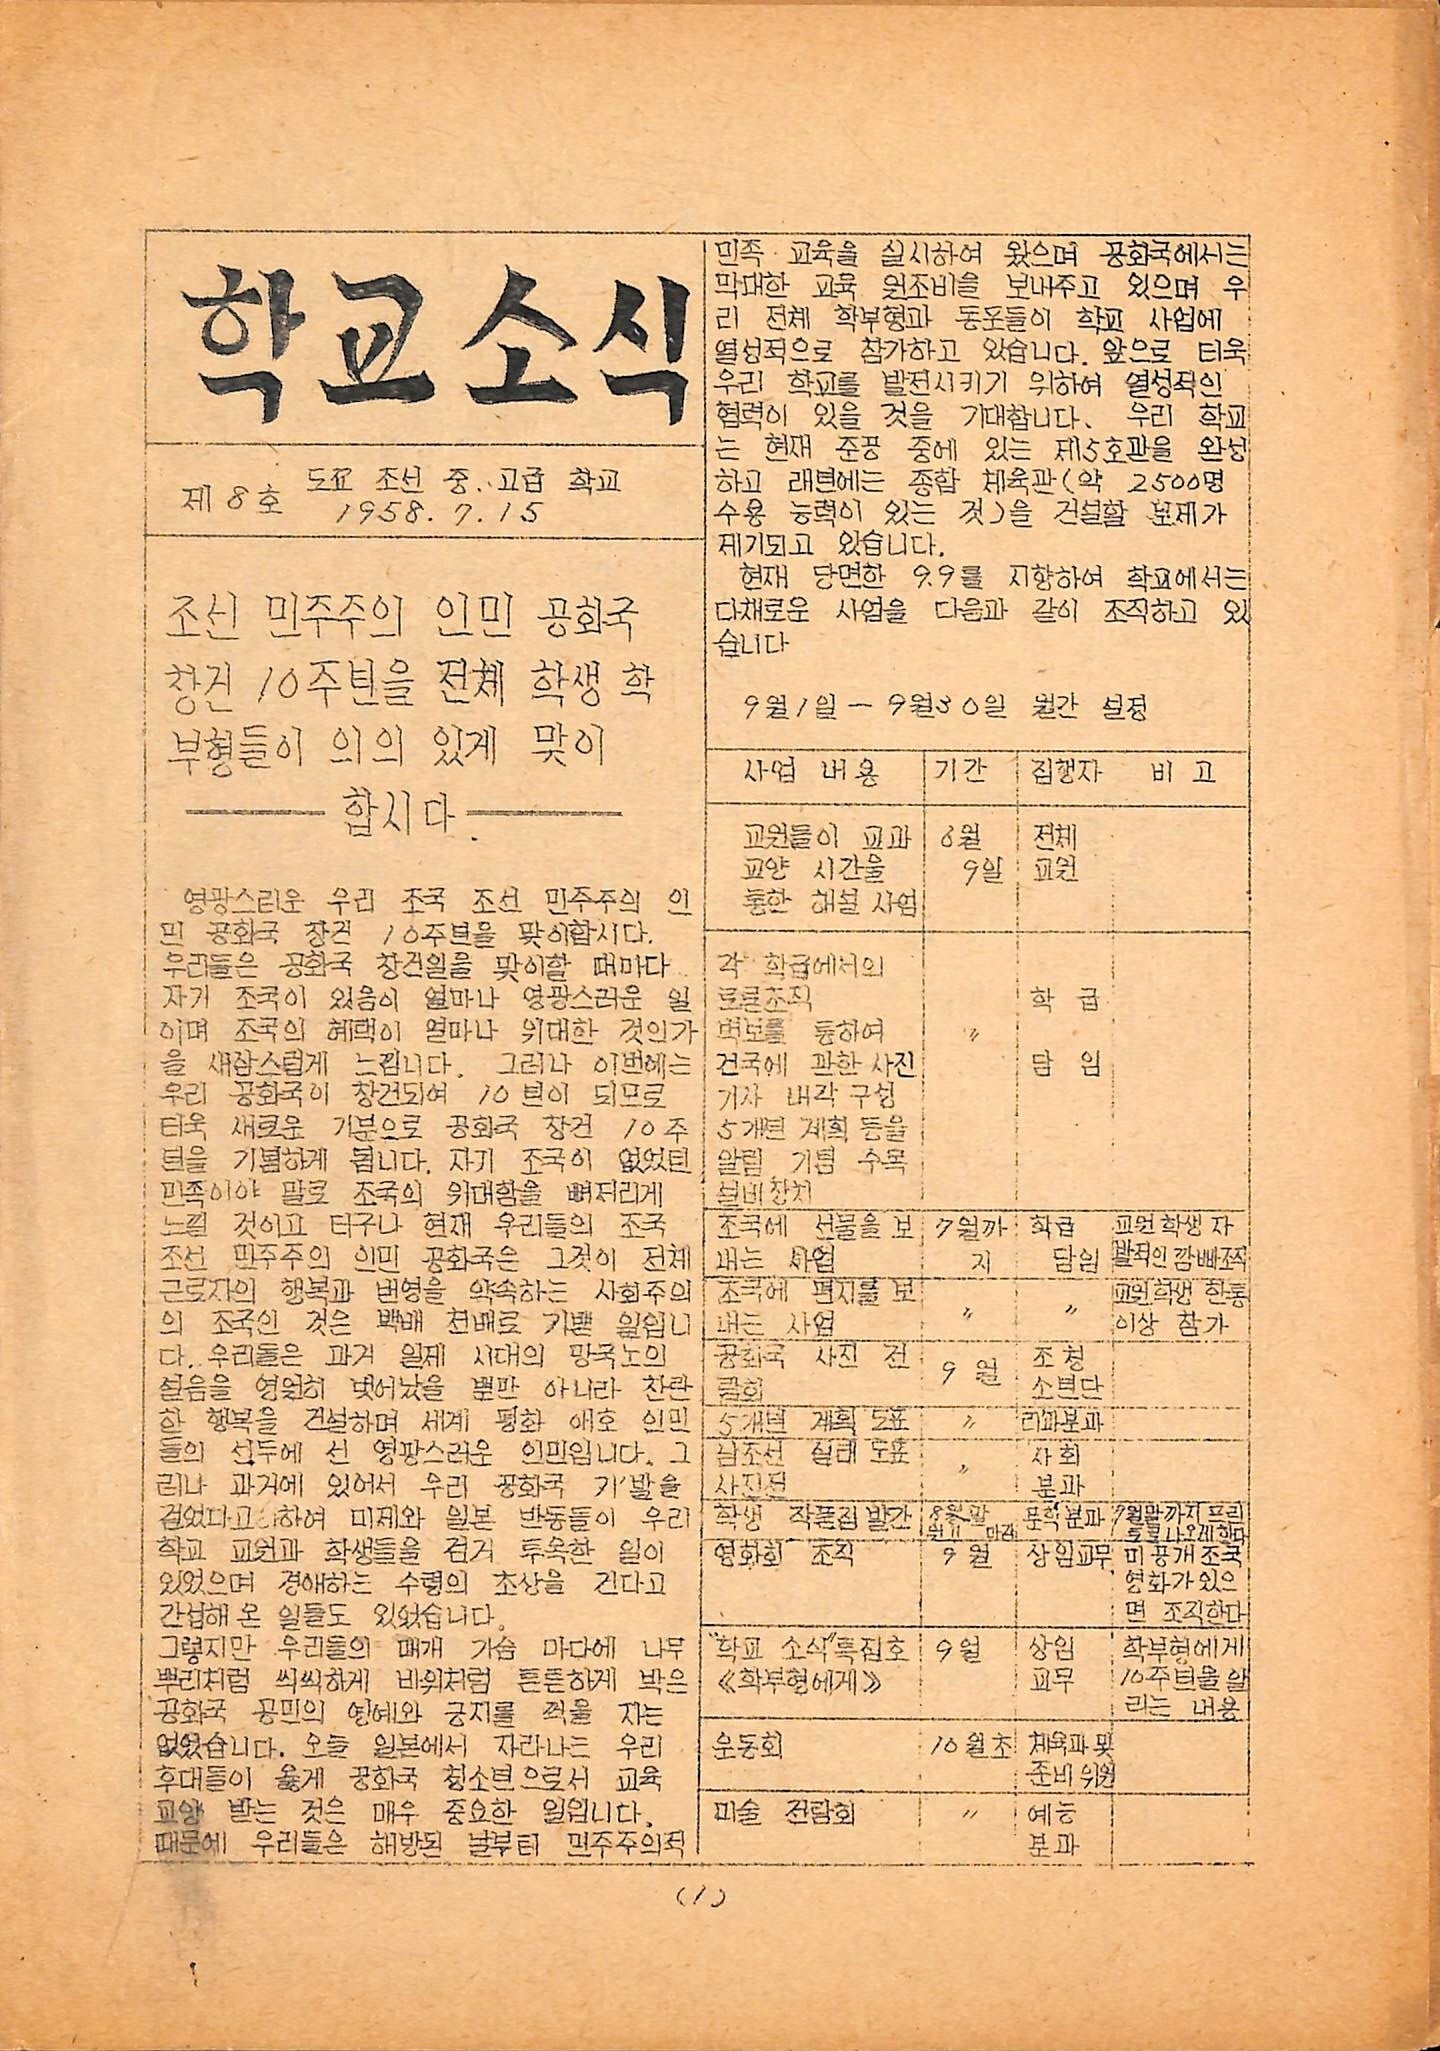 학교소식
제8호 도꾜 조선 중.고급 학교
1958.7.15
조선 민주주의 인민 공화국
창건 10주년을 전체 학생 학
부형들이 의의 있게 맞이
합시다.
영광스러운 우리 조국 조선 민주주의 인
민 공화국 창건 10주년을 맞이합시다.
우리들은 공화국 창건일을 맞이할 때마다
자기 조국이 있음이 얼마나 영광스러운 일
이며 조국의 혜택이 얼마나 위대한 것인가
을 새삼스럽게 느낍니다. 그러나 이번에는
우리 공화국이 창건되여 10년이 되므로
더욱 새로운 기분으로 공화국 창건 10주
년을 기념하게 됩니다. 자기 조국이 없었던
민족이야 말로 조국의 위대함을 뼈저리게
느낄 것이고 더구나 현재 우리들의 조국
조선 민주주의 인민 공화국은 그것이 전체
근로자의 행복과 번영을 약속하는 사회주의
의 조국인 것은 백배 천배로 기쁠 일입니
다. 우리들은 과거 일제 시대의 망국노의
설음을 영원히 벗어났을 뿐만 아니라 찬란
한 행복을 건설하며 세계 평화 애호 인민
들의 선두에 선 영광스러운 인민입니다. 그
러나 과거에 있어서 우리 공화국 기'발을
걸었다고 하여 미제와 일본 반동들이 우리
학교 교원과 학생들을 검거 투옥한 일이
있었으며 경애하는 수령의 초상을 건다고
간섭해 온 일들도 있었습니다.
그렇지만 우리들의 매개 가슴 마다에 나무
뿌리처럼 씩씩하게 바위처럼 튼튼하게 박은
공화국 공민의 영예와 긍지를 꺽을 자는
없었습니다. 오늘 일본에서 자라나는 우리
후대들이 옳게 공화국 청소년으로서 교육
교양 받는 것은 매우 중요한 일입니다.
때문에 우리들은 해방된 날부터 민주주의적
민족 교육을 실시하여 왔으며 공화국에서는
막대한 교육 원조비를 보내주고 있으며 우
리 전체 학부형과 동포들이 학교 사업에
열성적으로 참가하고 있습니다. 앞으로 더욱
우리 학교를 발전시키기 위하여 열성적인
협력이 있을 것을 기대합니다. 우리 학교
는 현재 준공 중에 있는 제5호관을 완성
하고 래년에는 종합 체육관(약 2500명
수용 능력이 있는 것)을 건설할 문제가
제기되고 있습니다.
현재 당면한 9.9를 지향하여 학교에서는
다채로운 사업을 다음과 같이 조직하고 있
습니다
9월1일 - 9월30일 월간 설정
사업 내용 기간 집행자 비고
교원들이 교과 6월 전체
교양 시간을 9일 교원
통한 해설 사업
각 학급에서의
토론조직 학급
벽보를 통하여 〃
건국에 관한 사진 담임
기사 내각 구성
5개년 계획 등을
알림 기념 수목
설비장치
조국에 선물을 보 7월까 학급 교원학생 자
내는 사업 지 담임 발적인 깜빠조직
조국에 편지를 보 〃 〃 교원학생 한통
내는 사업 이상 참가
공화국 사진 전 9월 조청
람회 소년단
5개년 계획 도표 〃 리과분과
남조선 실태 도표 〃 사회
사진전 분과
학생 작품집 발간 8월말 문학분과 7월말까지 프린
영화회 조직 9월 상임교무 미공개조국
영화가있으
면 조직한다
"학교 소식"특집호 9월 상임 학부형에게
《학부형에게》 교무 10주년을 알
리는 내용
운동회 10월초 체육과 및
준비 위원
미술 전람회 〃 예능
분과
(1)